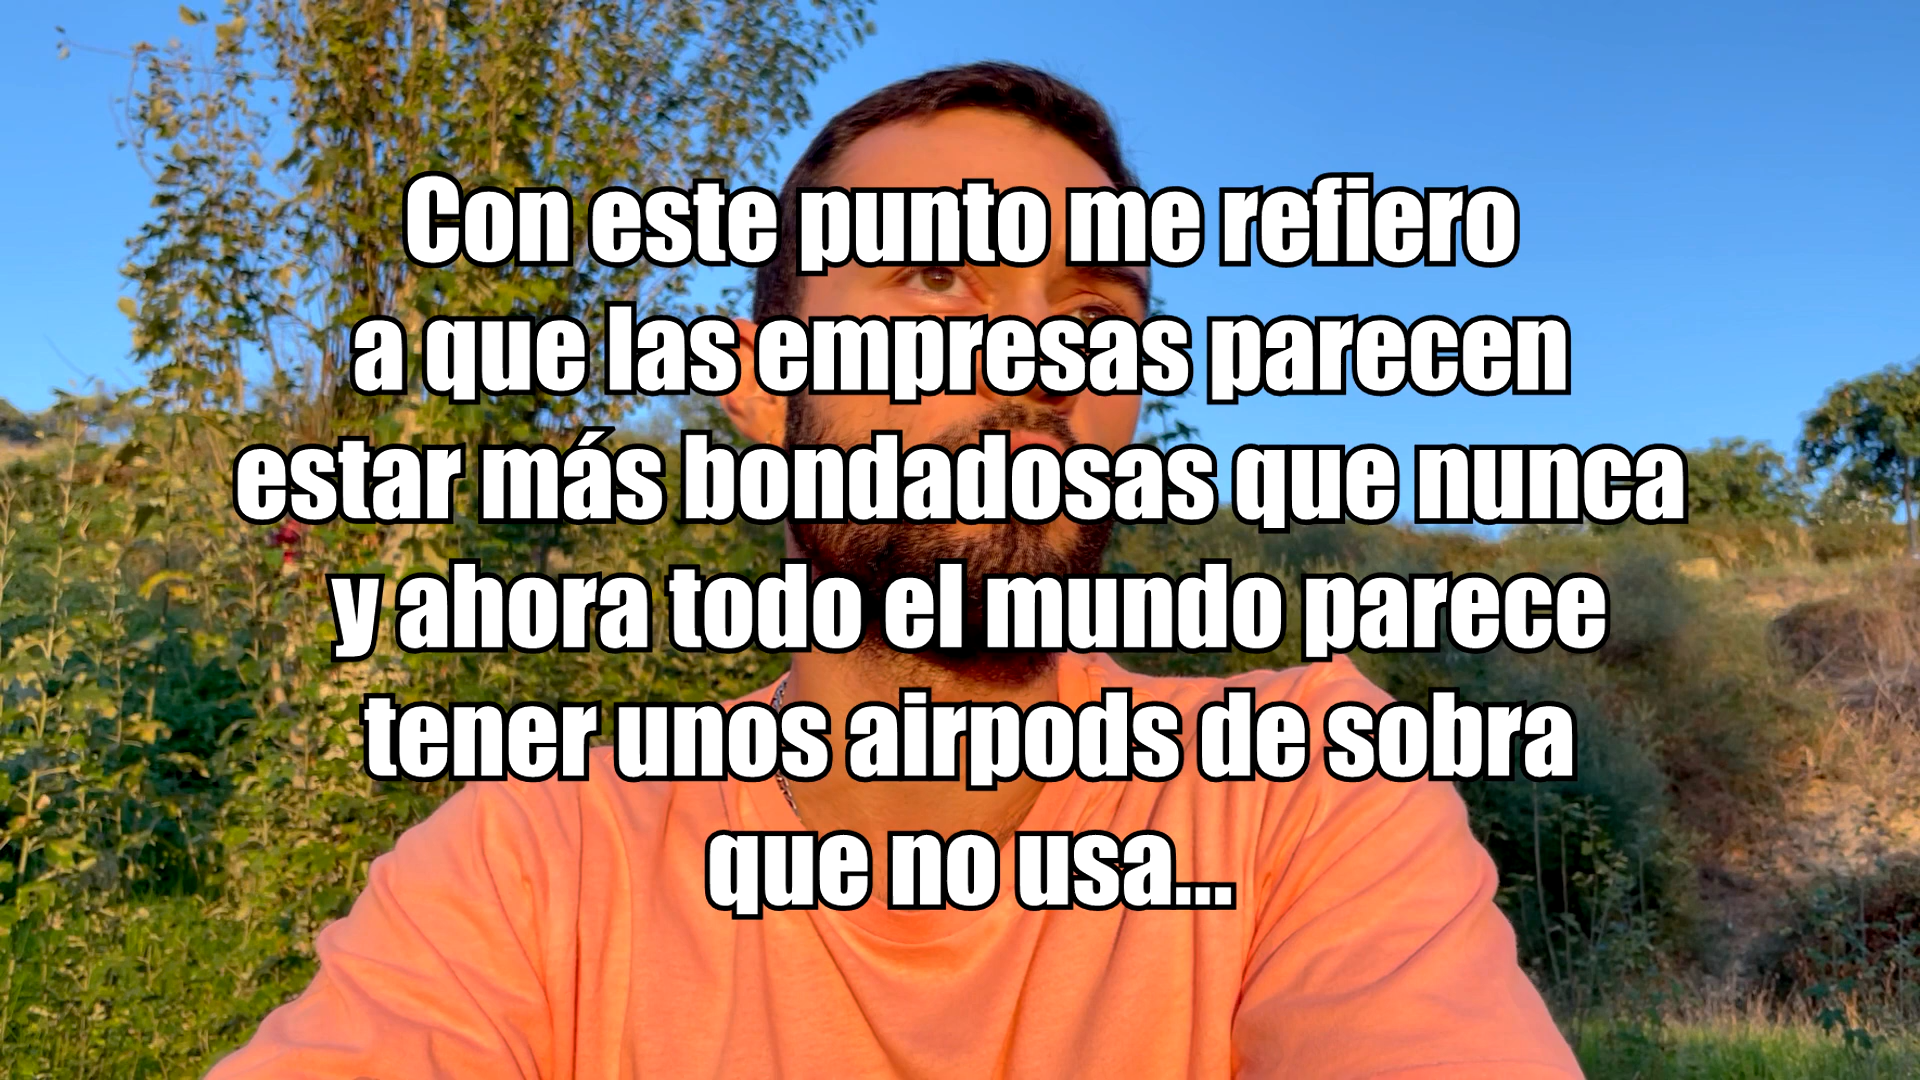 Con este punto me refiero
a que las empresas parecen
estar más bondadosas que nunca
y ahora todo el mundo parece
tener unos airpods de sobra
que no usa...